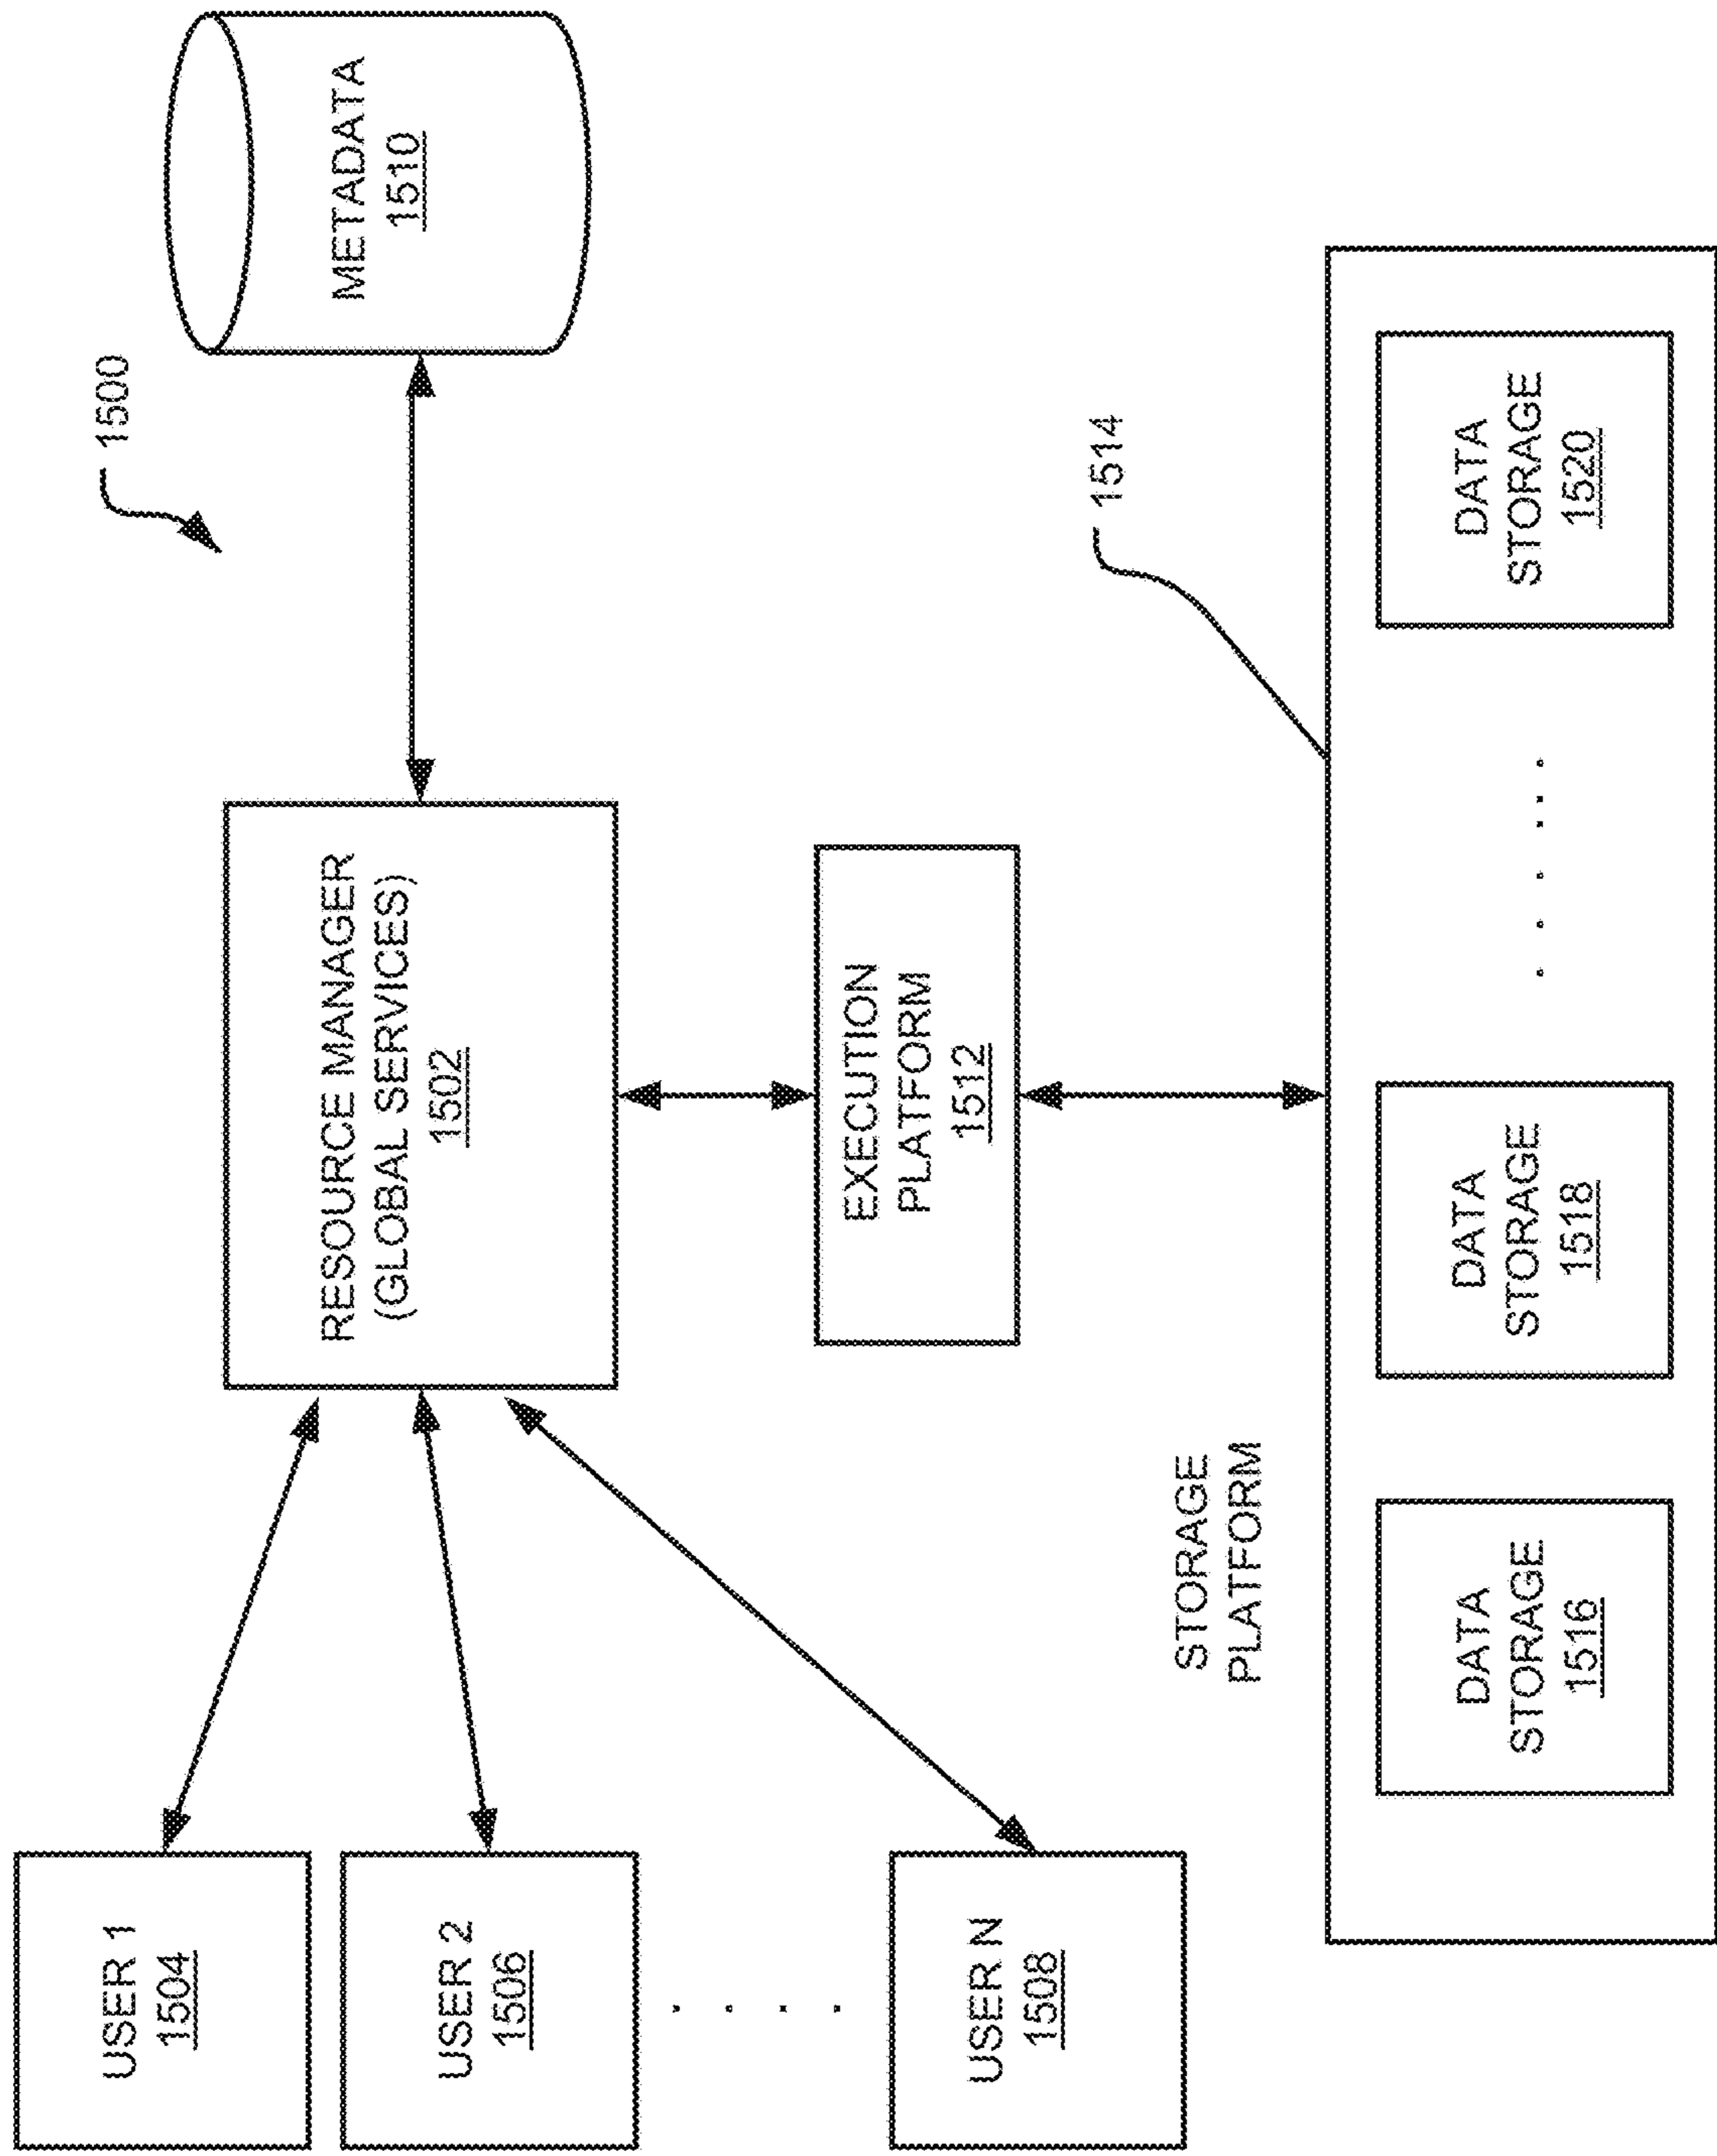 1500
USER 1
1504
USER 2
1506
USER N
1508
RESOURCE MANAGER
(GLOBAL SERVICES)
1502
METADATA
1510
EXECUTION
PLATFORM
1512
STORAGE
PLATFORM
1514
DATA
STORAGE
1516
DATA
STORAGE
1518
DATA
STORAGE
1520